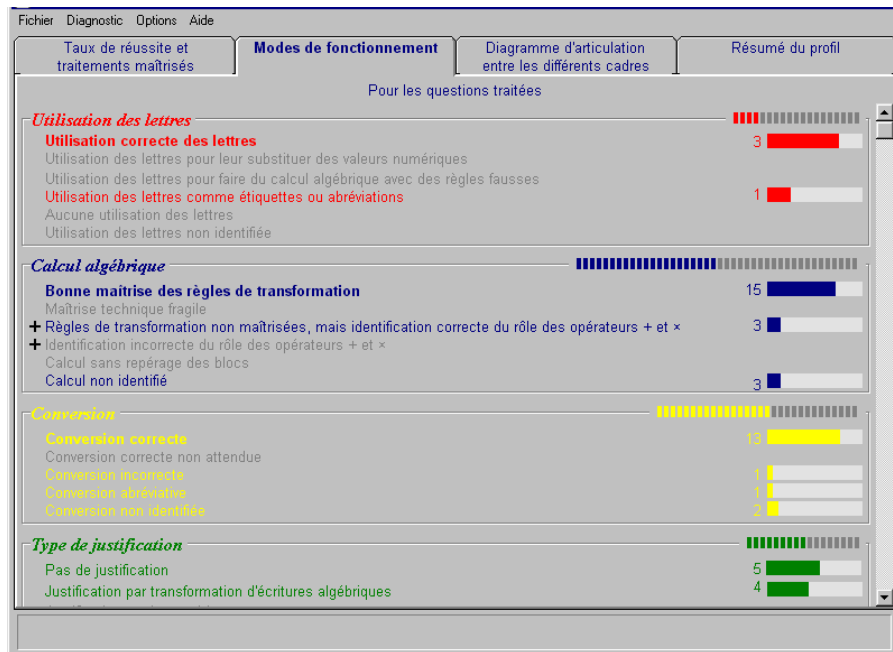 Fichier Diagnostic Options Aide
Taux de réussite et traitements maîtrisés
Modes de fonctionnement
Diagramme d'articulation entre les différents cadres
Résumé du profil
Pour les questions traitées
Utilisation des lettres
Utilisation correcte des lettres 3
Utilisation des lettres pour leur substituer des valeurs numériques
Utilisation des lettres pour faire du calcul algébrique avec des règles fausses
Utilisation des lettres comme étiquettes ou abréviations 1
Aucune utilisation des lettres
Utilisation des lettres non identifiée
Calcul algébrique
Bonne maitrise des règles de transformation 15
Maîtrise technique fragile
+ Règles de transformation non maîtrisées, mais identification correcte du rôle des opérateurs + et × 3
+ Identification incorrecte du rôle des opérateurs + et ×
Calcul sans repérage des blocs
Calcul non identifié 3
Conversion
Conversion correcte 13
Conversion correcte non attendue
Conversion incorrecte 1
Conversion abréviative 1
Conversion non identifiée 2
Type de justification
Pas de justification 5
Justification par transformation d'écritures algébriques 4